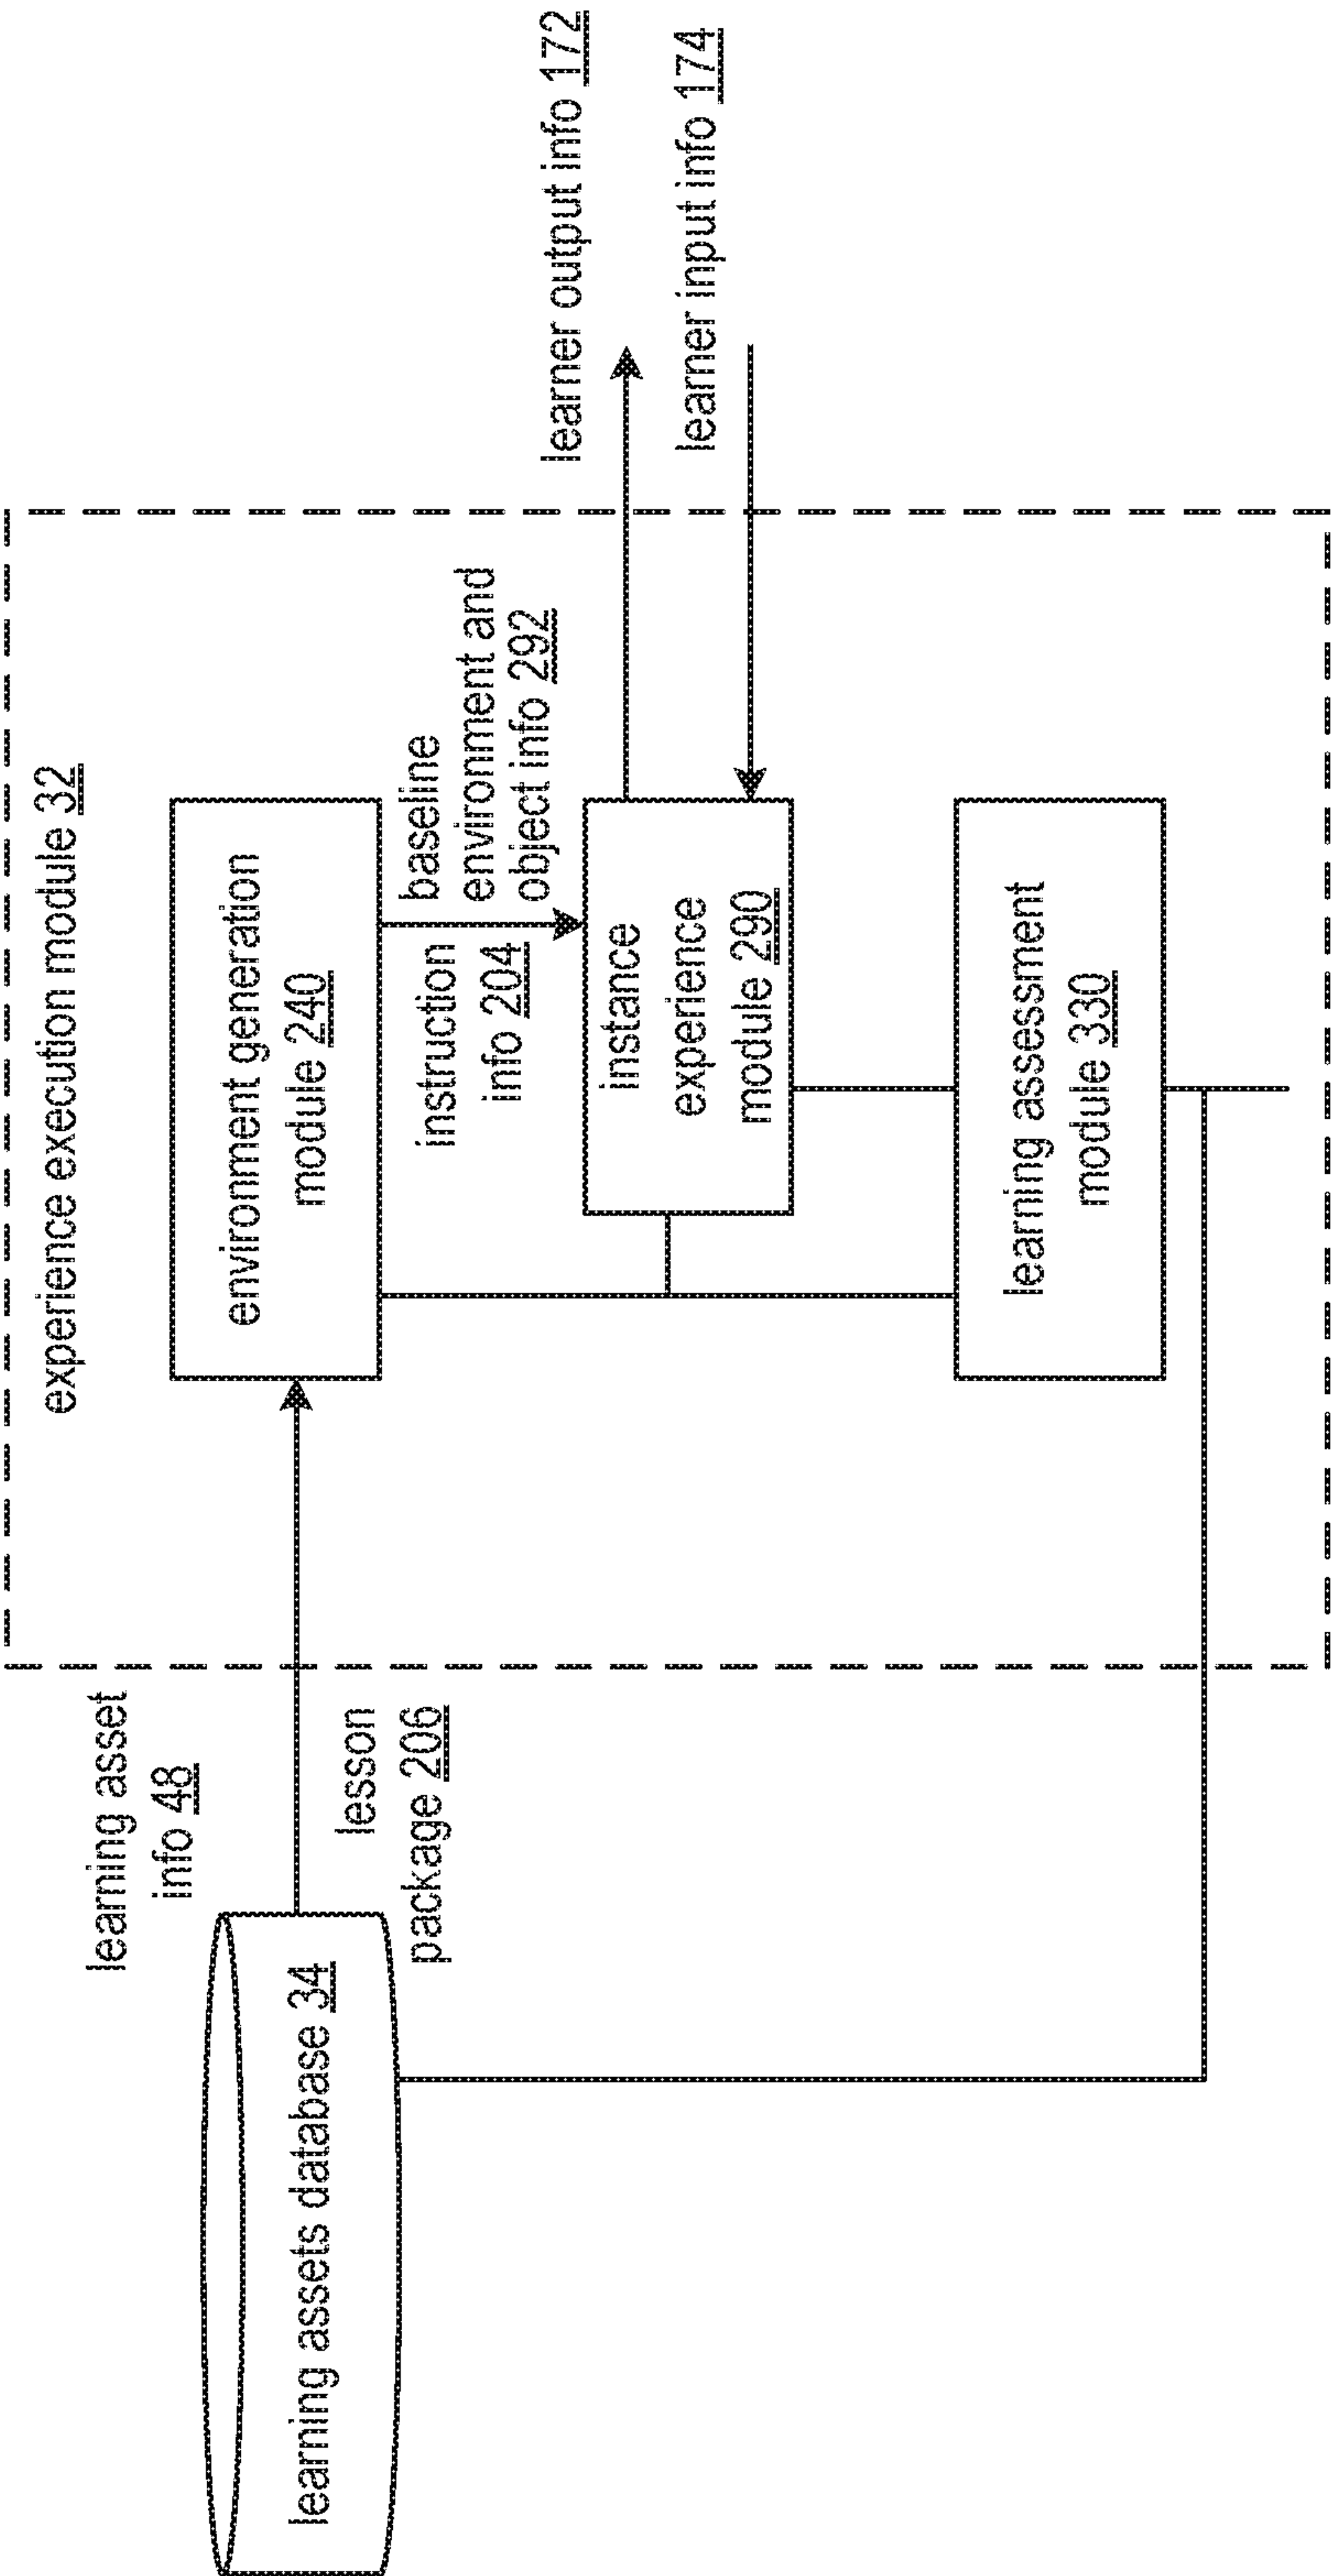 experience execution module 32
learning asset
info 48
learning assets database 34
lesson
package 206
environment generation
module 240
instruction
info 204
baseline
environment and
object info 292
instance
experience
module 290
learner output info 172
learner input info 174
learning assessment
module 330